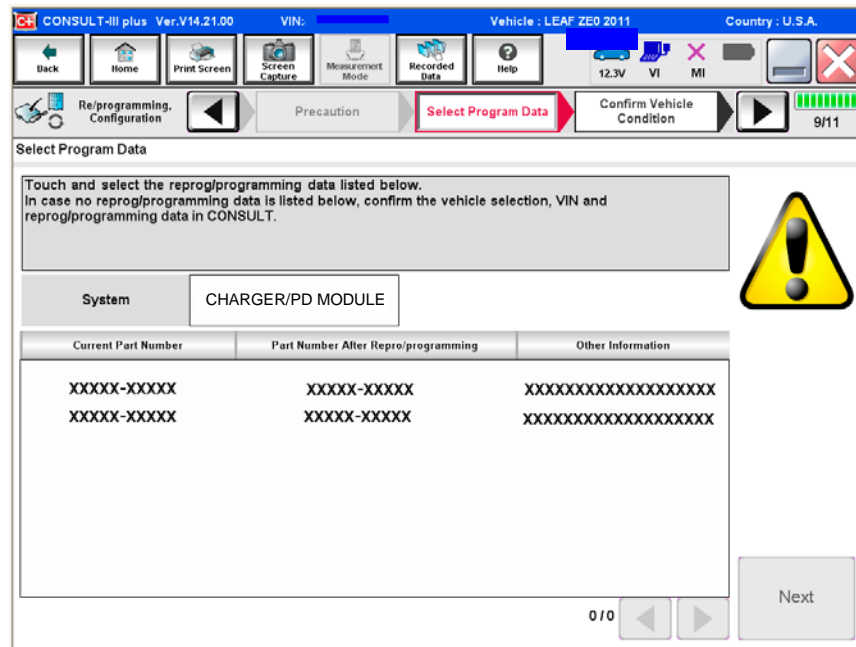 C+ CONSULT-III plus Ver.V14.21.00 VIN: Vehicle : LEAF ZE0 2011 Country : U.S.A.
Back Home Print Screen Screen Capture Measurement Mode Recorded Data Help 12.3V VI MI
Re/programming, Configuration Precaution Select Program Data Confirm Vehicle Condition 9/11
Select Program Data
Touch and select the reprog/programming data listed below.
In case no reprog/programming data is listed below, confirm the vehicle selection, VIN and
reprog/programming data in CONSULT.
System CHARGER/PD MODULE
Current Part Number Part Number After Repro/programming Other Information
XXXXX-XXXXX XXXXX-XXXXX XXXXXXXXXXXXXXXXXXX
XXXXX-XXXXX XXXXX-XXXXX XXXXXXXXXXXXXXXXXXX
Next
0/0